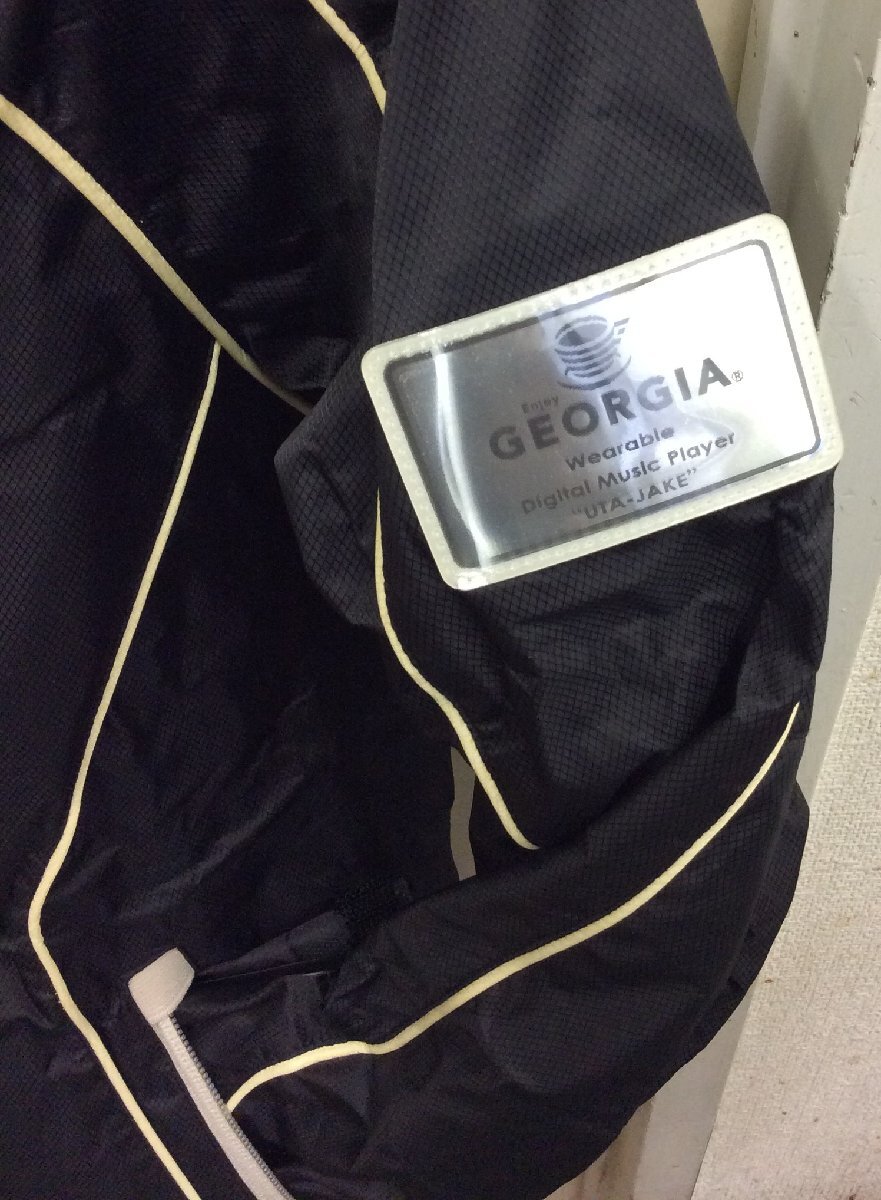 Enjoy
GEORGIA®
Wearable
Digital Music Player
“UTA-JAKE”